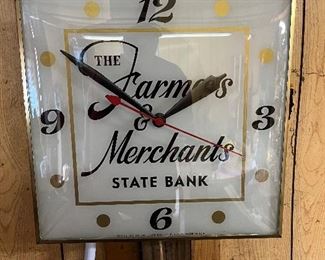 12
THE
Farmers
9 & 3
Merchants
STATE BANK
6